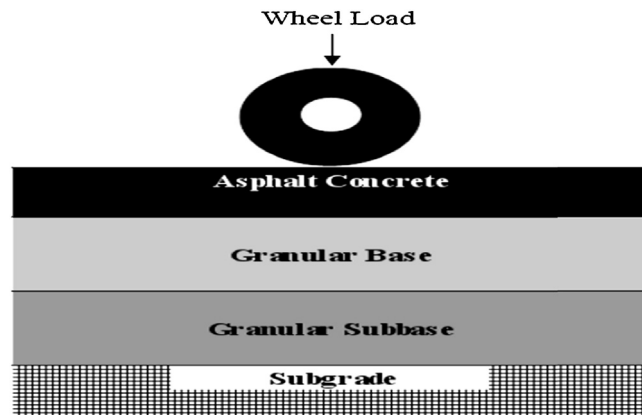 Wheel Load
Asphalt Concrete
Granular Base
Granular Subbase
Subgrade